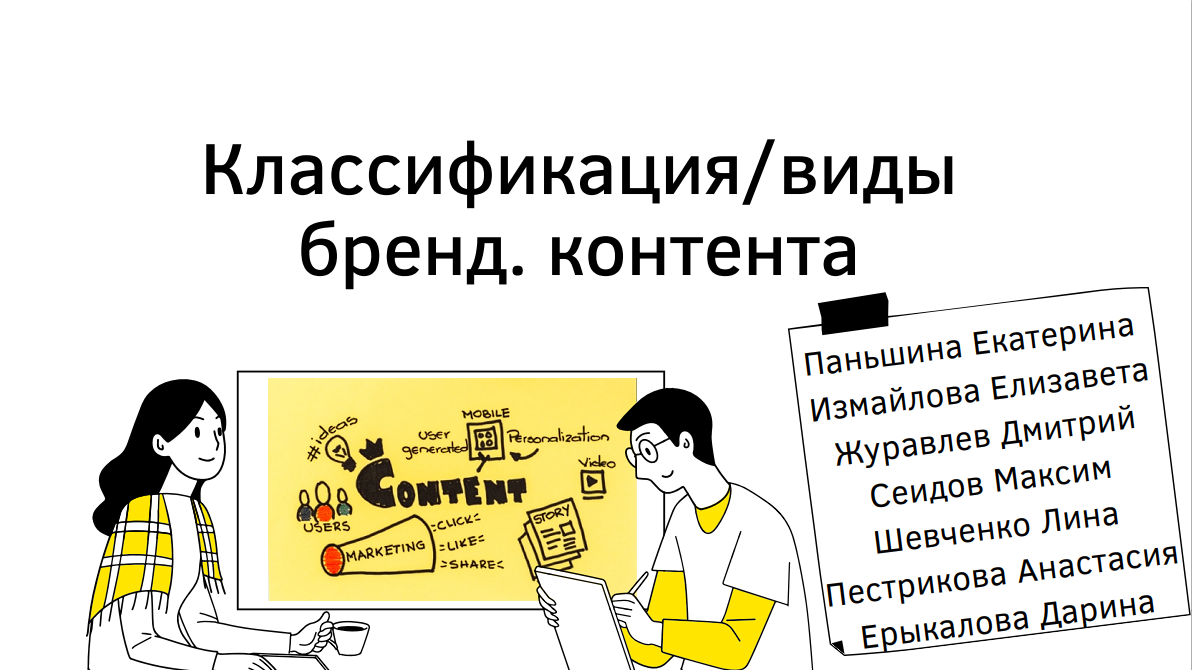 Классификация/виды
бренд. контента
Паньшина Екатерина
Измайлова Елизавета
Журавлев Дмитрий
Сеидов Максим
Шевченко Лина
Пестрикова Анастасия
Ерыкалова Дарина
#ideas
MOBILE
user
generated
Personalization
Video
CONTENT
USERS
MARKETING
CLICK
LIKE
SHARE
STORY